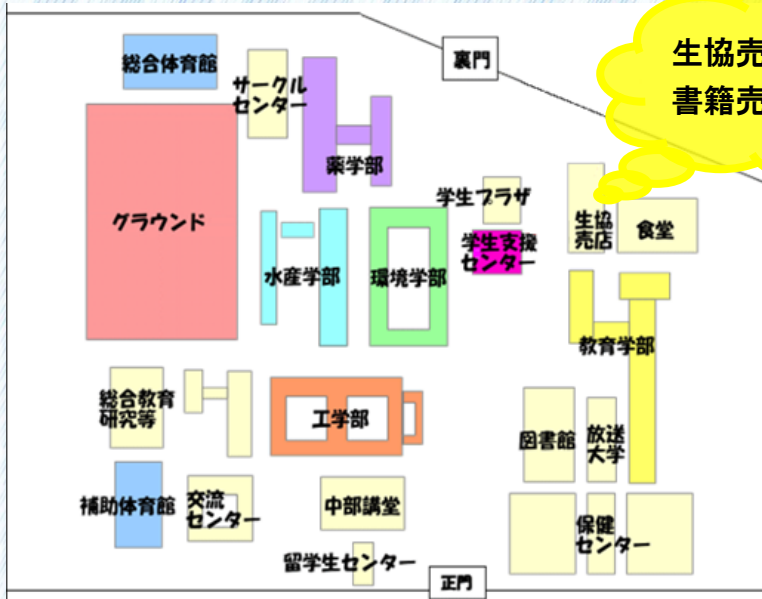 総合体育館
サークル
センター
裏門
生協売
書籍売
薬学部
学生プラザ
グラウンド
生協
売店
食堂
学生支援
センター
水産学部
環境学部
教育学部
総合教育
研究等
工学部
図書館
放送
大学
補助体育館
交流
センター
中部講堂
保健
センター
留学生センター
正門